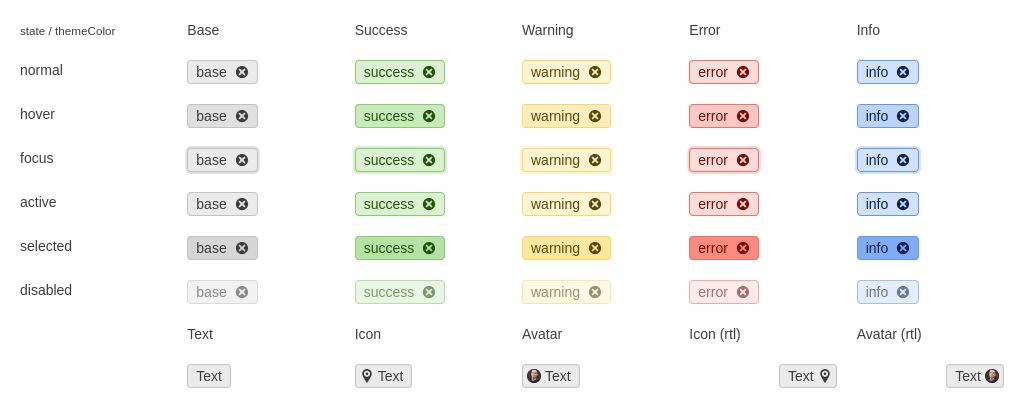 state / themeColor Base Success Warning Error Info
normal base success warning error info
hover base success warning error info
focus base success warning error info
active base success warning error info
selected base success warning error info
disabled base success warning error info
Text Icon Avatar Icon (rtl) Avatar (rtl)
Text Text Text Text Text